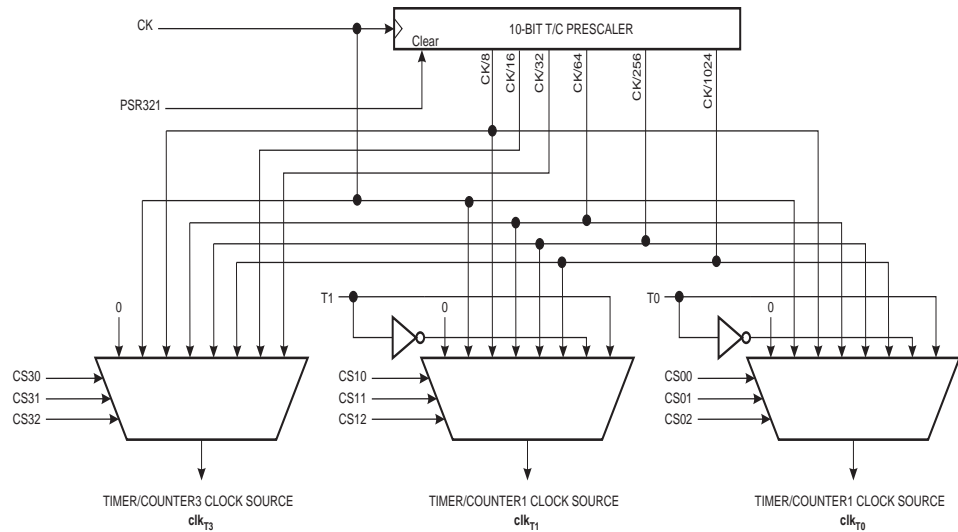 CK
10-BIT T/C PRESCALER
Clear
CK/8
CK/16
CK/32
CK/64
CK/256
CK/1024
PSR321
T1
T0
0
0
0
CS30
CS31
CS32
CS10
CS11
CS12
CS00
CS01
CS02
TIMER/COUNTER3 CLOCK SOURCE
clkT3
TIMER/COUNTER1 CLOCK SOURCE
clkT1
TIMER/COUNTER1 CLOCK SOURCE
clkT0